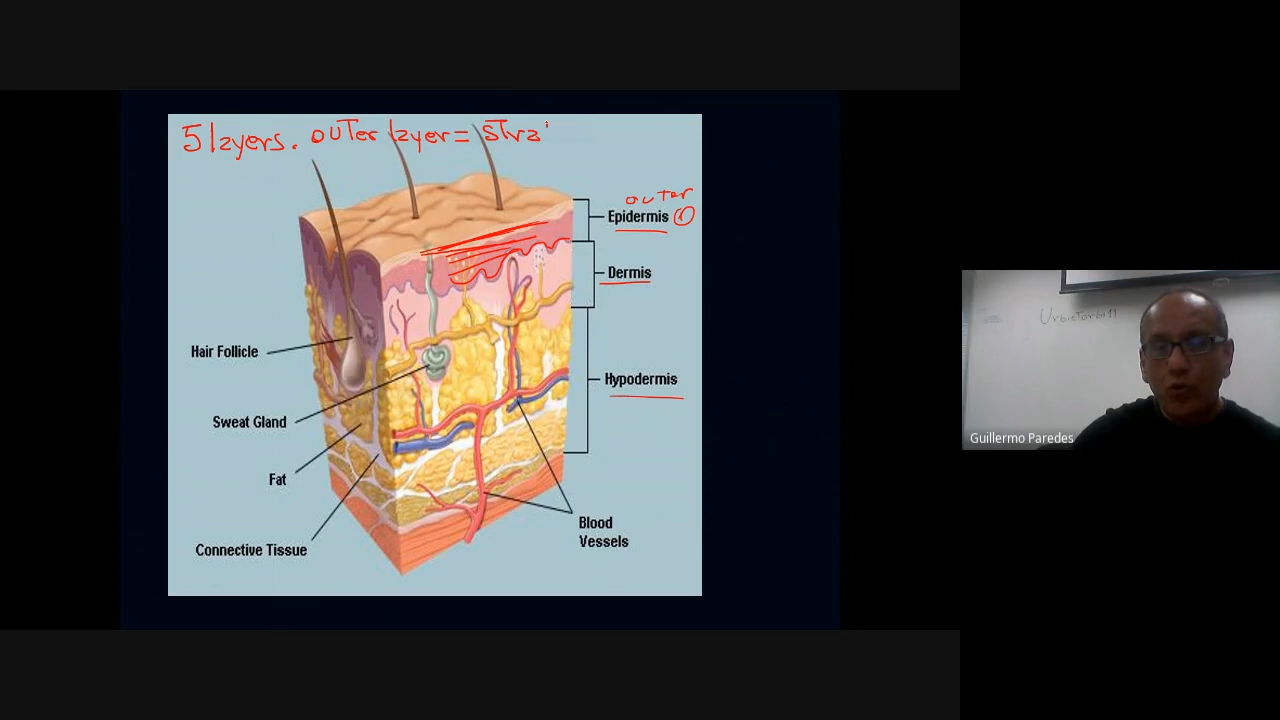 5 layers. outer layer = stra
outer
Epidermis ①
Dermis
Hair Follicle
Hypodermis
Sweat Gland
Fat
Blood
Vessels
Connective Tissue
Guillermo Paredes